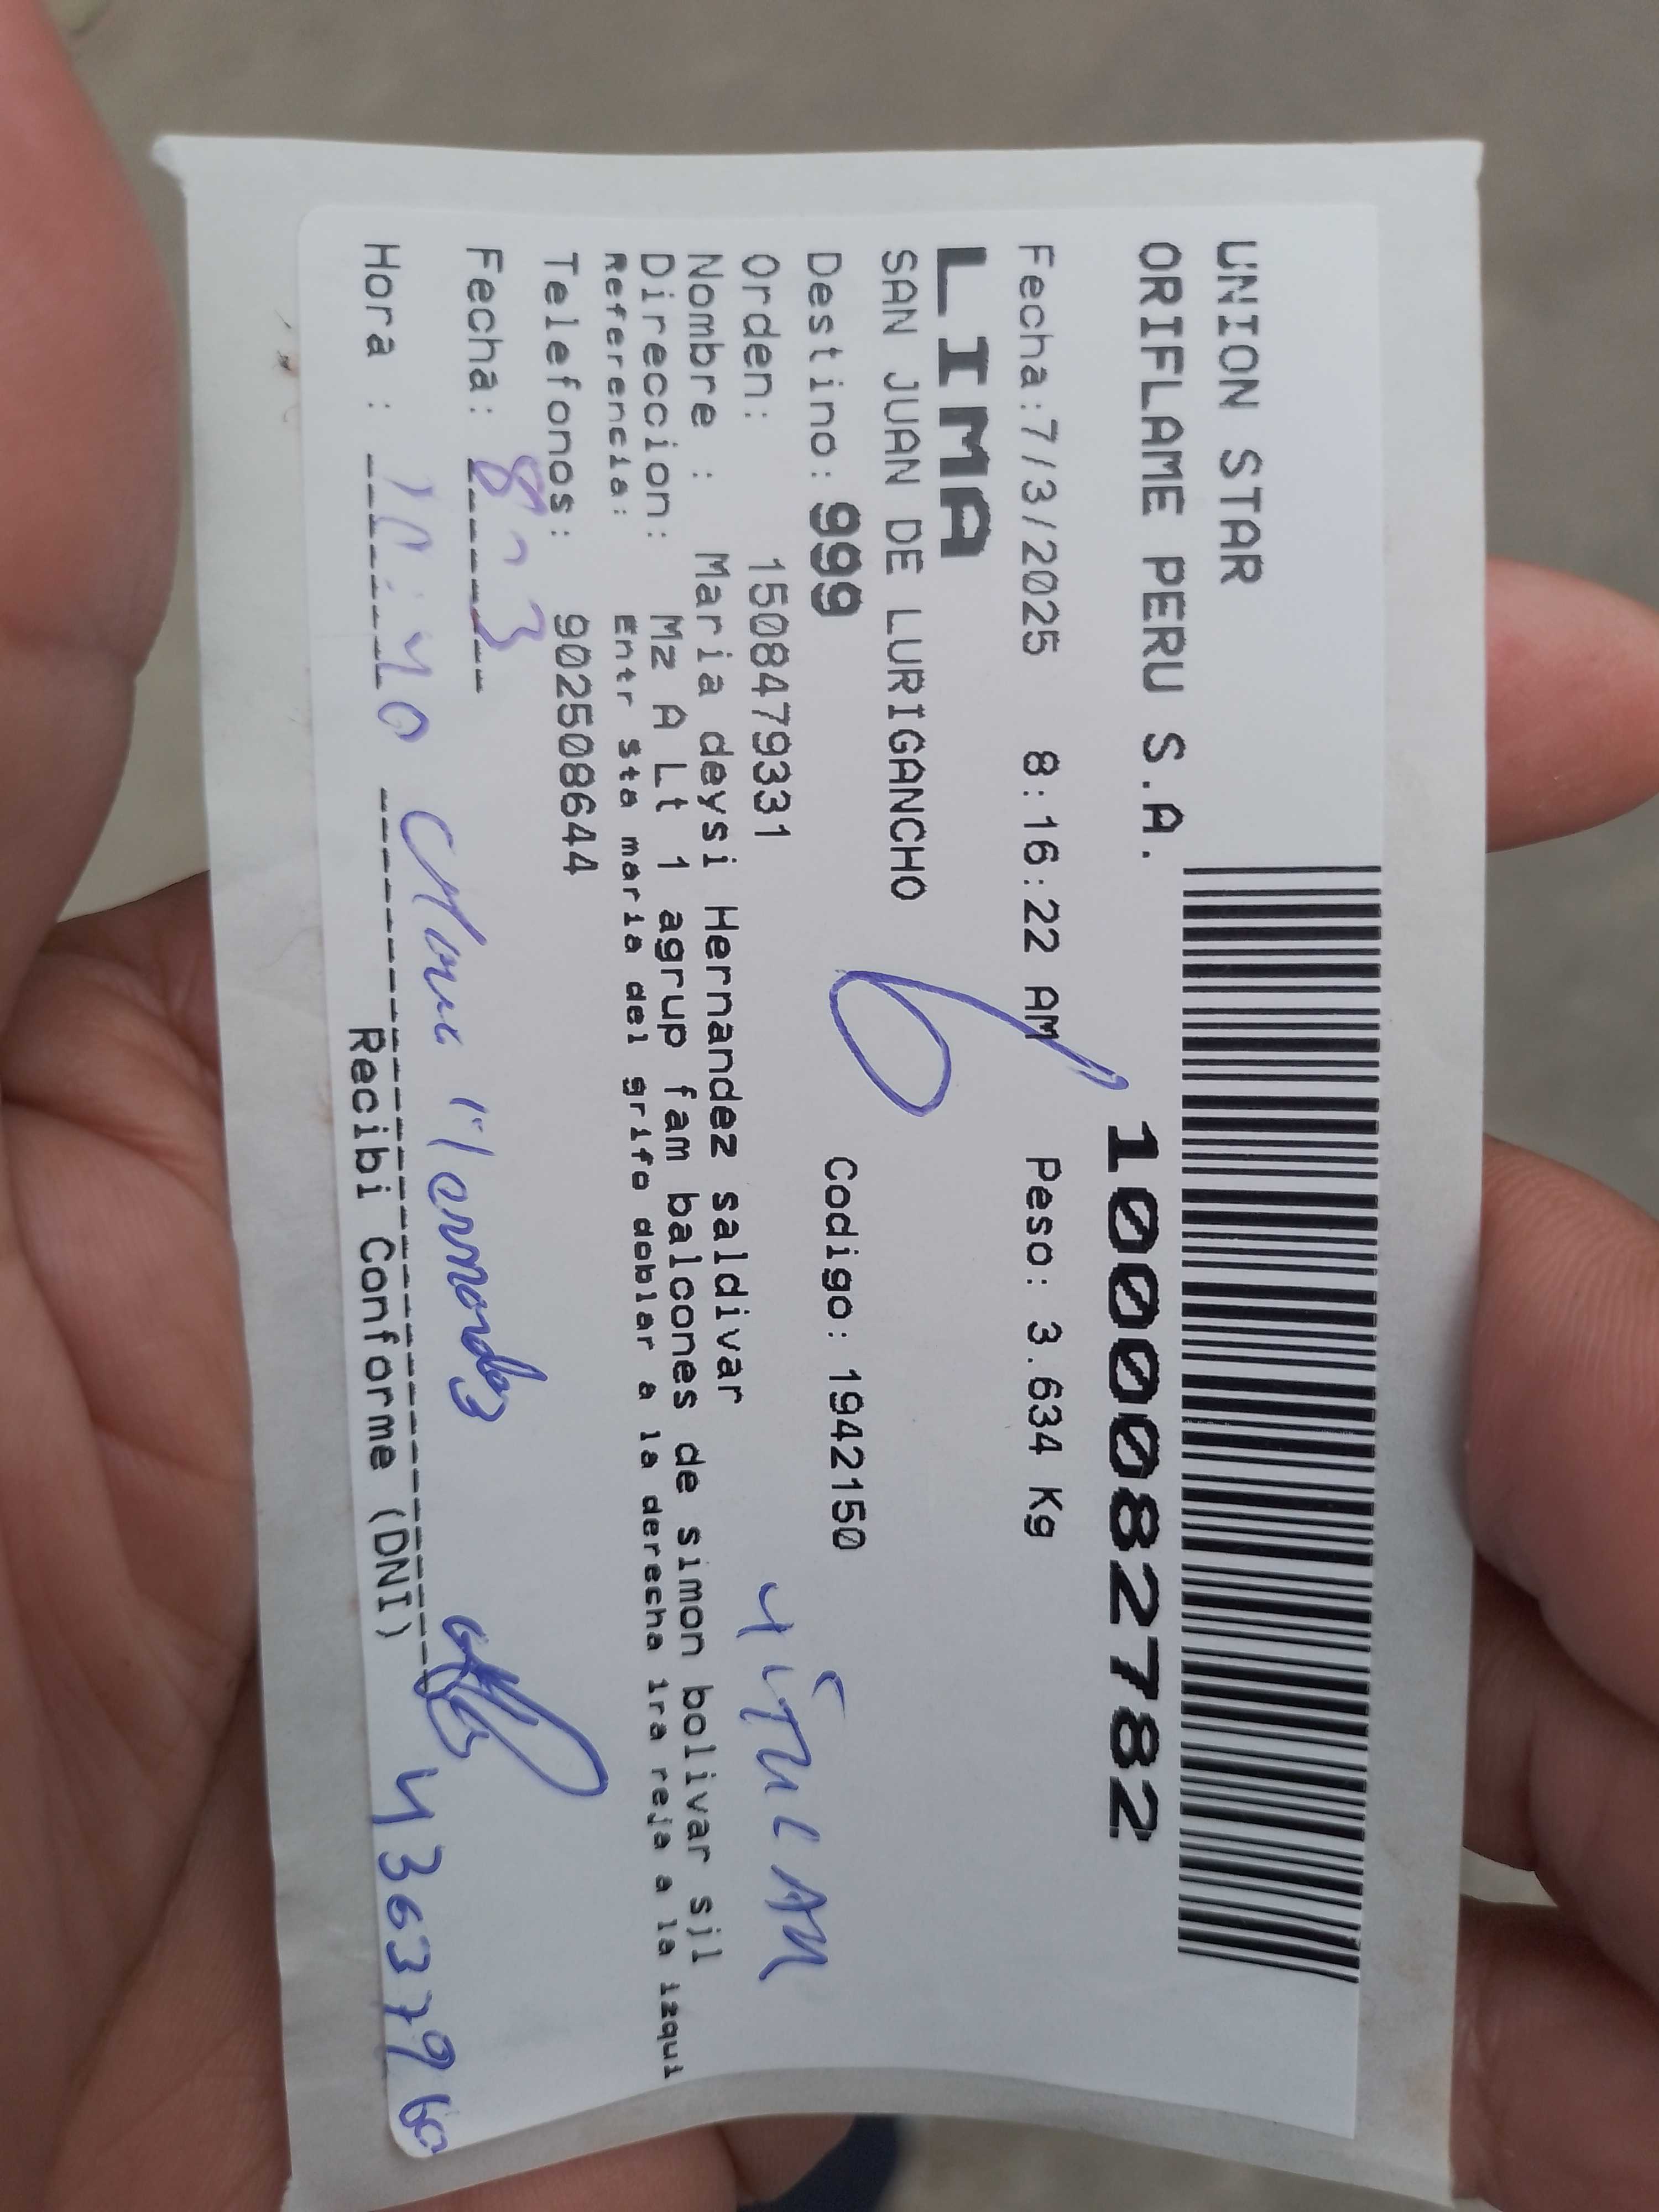 UNION STAR
ORIFLAME PERU S.A.
1000082782
Fecha:7/3/2025 8:16:22 AM Peso: 3.634 Kg
LIMA
SAN JUAN DE LURIGANCHO
6
Destino: 999 Codigo: 1942150
Orden: 1508479331
Nombre : Maria deysi Hernandez saldivar
Direccion: Mz A Lt 1 agrup fam balcones de simon bolivar sjl
Referencia: Entr sta maria del grifo doblar a la derecha 1ra reja a la izqui
Telefonos: 902508644
Fecha: 8 3
Hora : 10:40 Hernandez
Recibi Conforme (DNI)